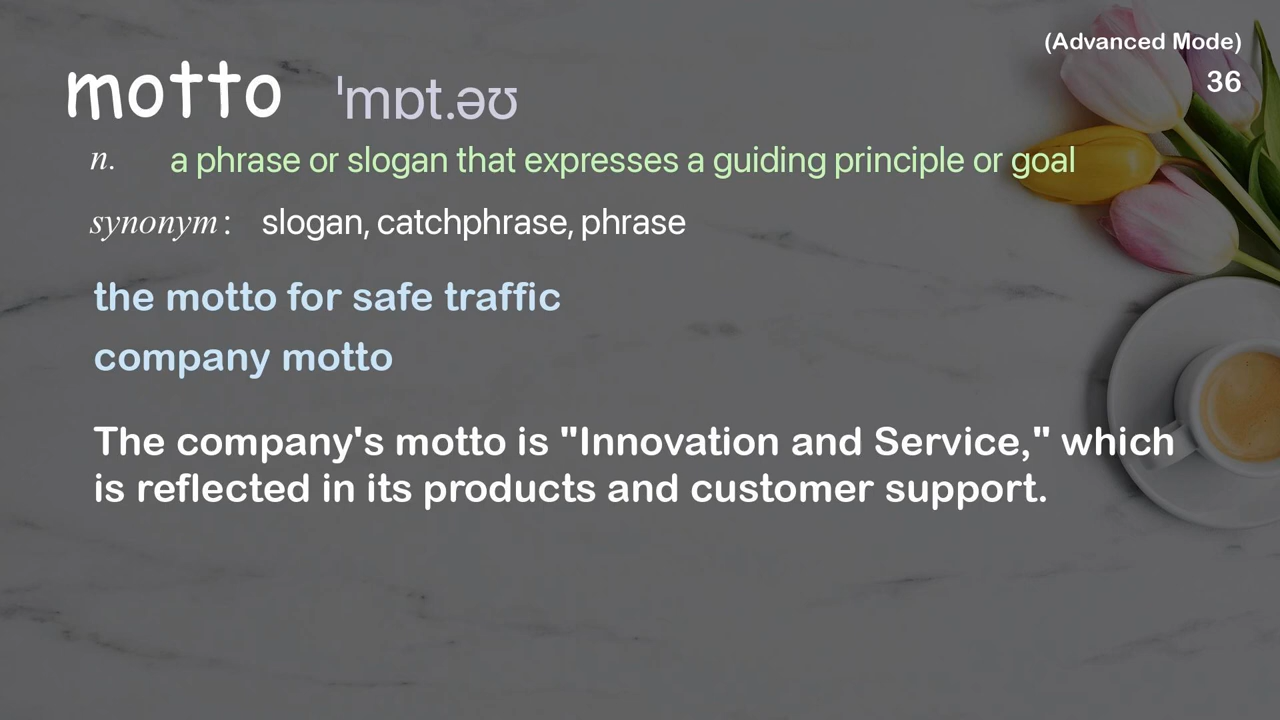 (Advanced Mode)
36
motto ˈmɒt.əʊ
n. a phrase or slogan that expresses a guiding principle or goal
synonym : slogan, catchphrase, phrase
the motto for safe traffic
company motto
The company's motto is "Innovation and Service," which
is reflected in its products and customer support.